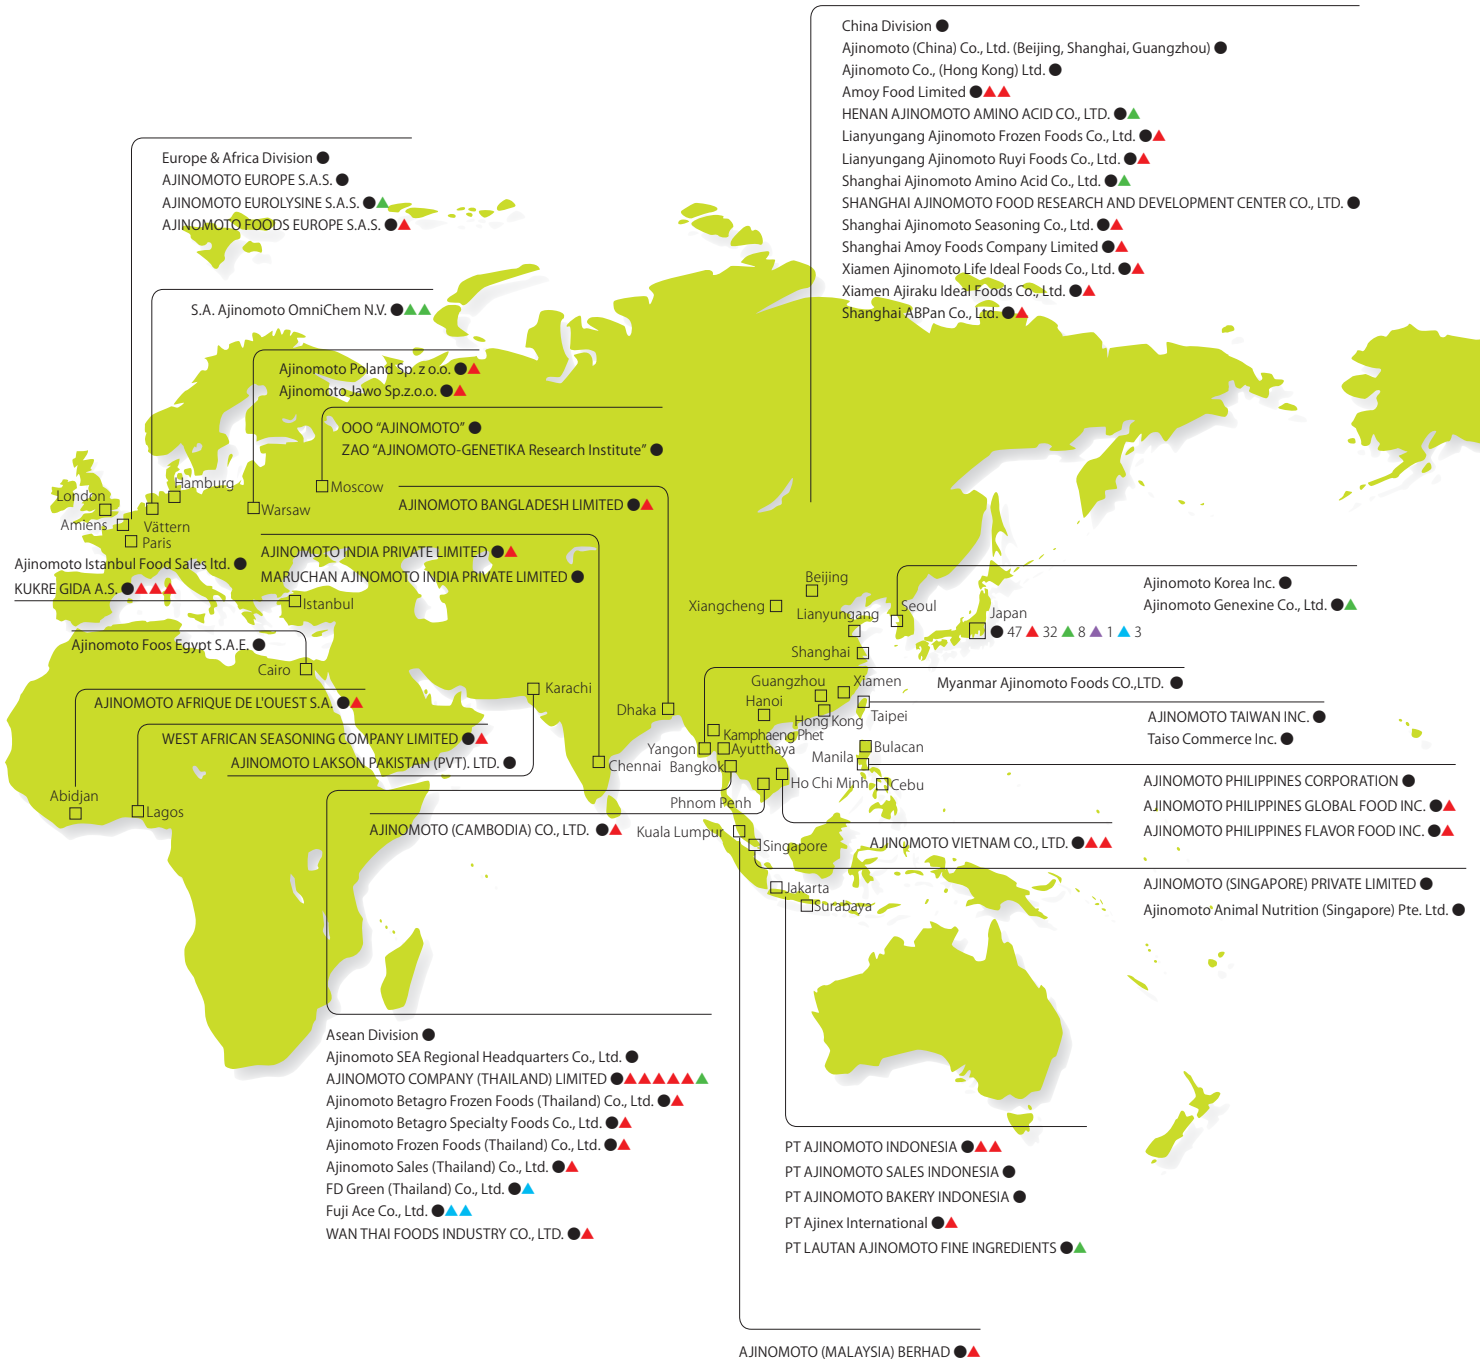 China Division ●
Ajinomoto (China) Co., Ltd. (Beijing, Shanghai, Guangzhou) ●
Ajinomoto Co., (Hong Kong) Ltd. ●
Amoy Food Limited ●▲▲
HENAN AJINOMOTO AMINO ACID CO., LTD. ●▲
Lianyungang Ajinomoto Frozen Foods Co., Ltd. ●▲
Lianyungang Ajinomoto Ruyi Foods Co., Ltd. ●▲
Shanghai Ajinomoto Amino Acid Co., Ltd. ●▲
SHANGHAI AJINOMOTO FOOD RESEARCH AND DEVELOPMENT CENTER CO., LTD. ●
Shanghai Ajinomoto Seasoning Co., Ltd. ●▲
Shanghai Amoy Foods Company Limited ●▲
Xiamen Ajinomoto Life Ideal Foods Co., Ltd. ●▲
Xiamen Ajiraku Ideal Foods Co., Ltd. ●▲
Shanghai ABPan Co., Ltd. ●▲
Europe & Africa Division ●
AJINOMOTO EUROPE S.A.S. ●
AJINOMOTO EUROLYSINE S.A.S. ●▲
AJINOMOTO FOODS EUROPE S.A.S. ●▲
S.A. Ajinomoto OmniChem N.V. ●▲▲
Ajinomoto Poland Sp. z o.o. ●▲
Ajinomoto Jawo Sp.z.o.o. ●▲
OOO "AJINOMOTO" ●
ZAO "AJINOMOTO-GENETIKA Research Institute" ●
Hamburg
Moscow
London
Warsaw
Amiens
Vättern
Paris
AJINOMOTO BANGLADESH LIMITED ●▲
AJINOMOTO INDIA PRIVATE LIMITED ●▲
MARUCHAN AJINOMOTO INDIA PRIVATE LIMITED ●
Ajinomoto Istanbul Food Sales ltd. ●
KUKRE GIDA A.S. ●▲▲▲
Istanbul
Beijing
Xiangcheng
Lianyungang
Seoul
Ajinomoto Korea Inc. ●
Ajinomoto Genexine Co., Ltd. ●▲
Japan
● 47 ▲ 32 ▲ 8 ▲ 1 ▲ 3
Ajinomoto Foos Egypt S.A.E. ●
Cairo
Shanghai
Karachi
Guangzhou
Xiamen
Myanmar Ajinomoto Foods CO.,LTD. ●
AJINOMOTO AFRIQUE DE L'OUEST S.A. ●▲
Dhaka
Hanoi
Hong Kong
Taipei
AJINOMOTO TAIWAN INC. ●
Taiso Commerce Inc. ●
WEST AFRICAN SEASONING COMPANY LIMITED ●▲
Kamphaeng Phet
Yangon
Ayutthaya
Bulacan
Manila
AJINOMOTO LAKSON PAKISTAN (PVT). LTD. ●
Chennai
Bangkok
Ho Chi Minh
Cebu
AJINOMOTO PHILIPPINES CORPORATION ●
AJINOMOTO PHILIPPINES GLOBAL FOOD INC. ●▲
AJINOMOTO PHILIPPINES FLAVOR FOOD INC. ●▲
Abidjan
Lagos
Phnom Penh
AJINOMOTO (CAMBODIA) CO., LTD. ●▲
Kuala Lumpur
Singapore
AJINOMOTO VIETNAM CO., LTD. ●▲▲
Jakarta
Surabaya
AJINOMOTO (SINGAPORE) PRIVATE LIMITED ●
Ajinomoto Animal Nutrition (Singapore) Pte. Ltd. ●
Asean Division ●
Ajinomoto SEA Regional Headquarters Co., Ltd. ●
AJINOMOTO COMPANY (THAILAND) LIMITED ●▲▲▲▲▲▲
Ajinomoto Betagro Frozen Foods (Thailand) Co., Ltd. ●▲
Ajinomoto Betagro Specialty Foods Co., Ltd. ●▲
Ajinomoto Frozen Foods (Thailand) Co., Ltd. ●▲
Ajinomoto Sales (Thailand) Co., Ltd. ●▲
FD Green (Thailand) Co., Ltd. ●▲
Fuji Ace Co., Ltd. ●▲▲
WAN THAI FOODS INDUSTRY CO., LTD. ●▲
PT AJINOMOTO INDONESIA ●▲▲
PT AJINOMOTO SALES INDONESIA ●
PT AJINOMOTO BAKERY INDONESIA ●
PT Ajinex International ●▲
PT LAUTAN AJINOMOTO FINE INGREDIENTS ●▲
AJINOMOTO (MALAYSIA) BERHAD ●▲